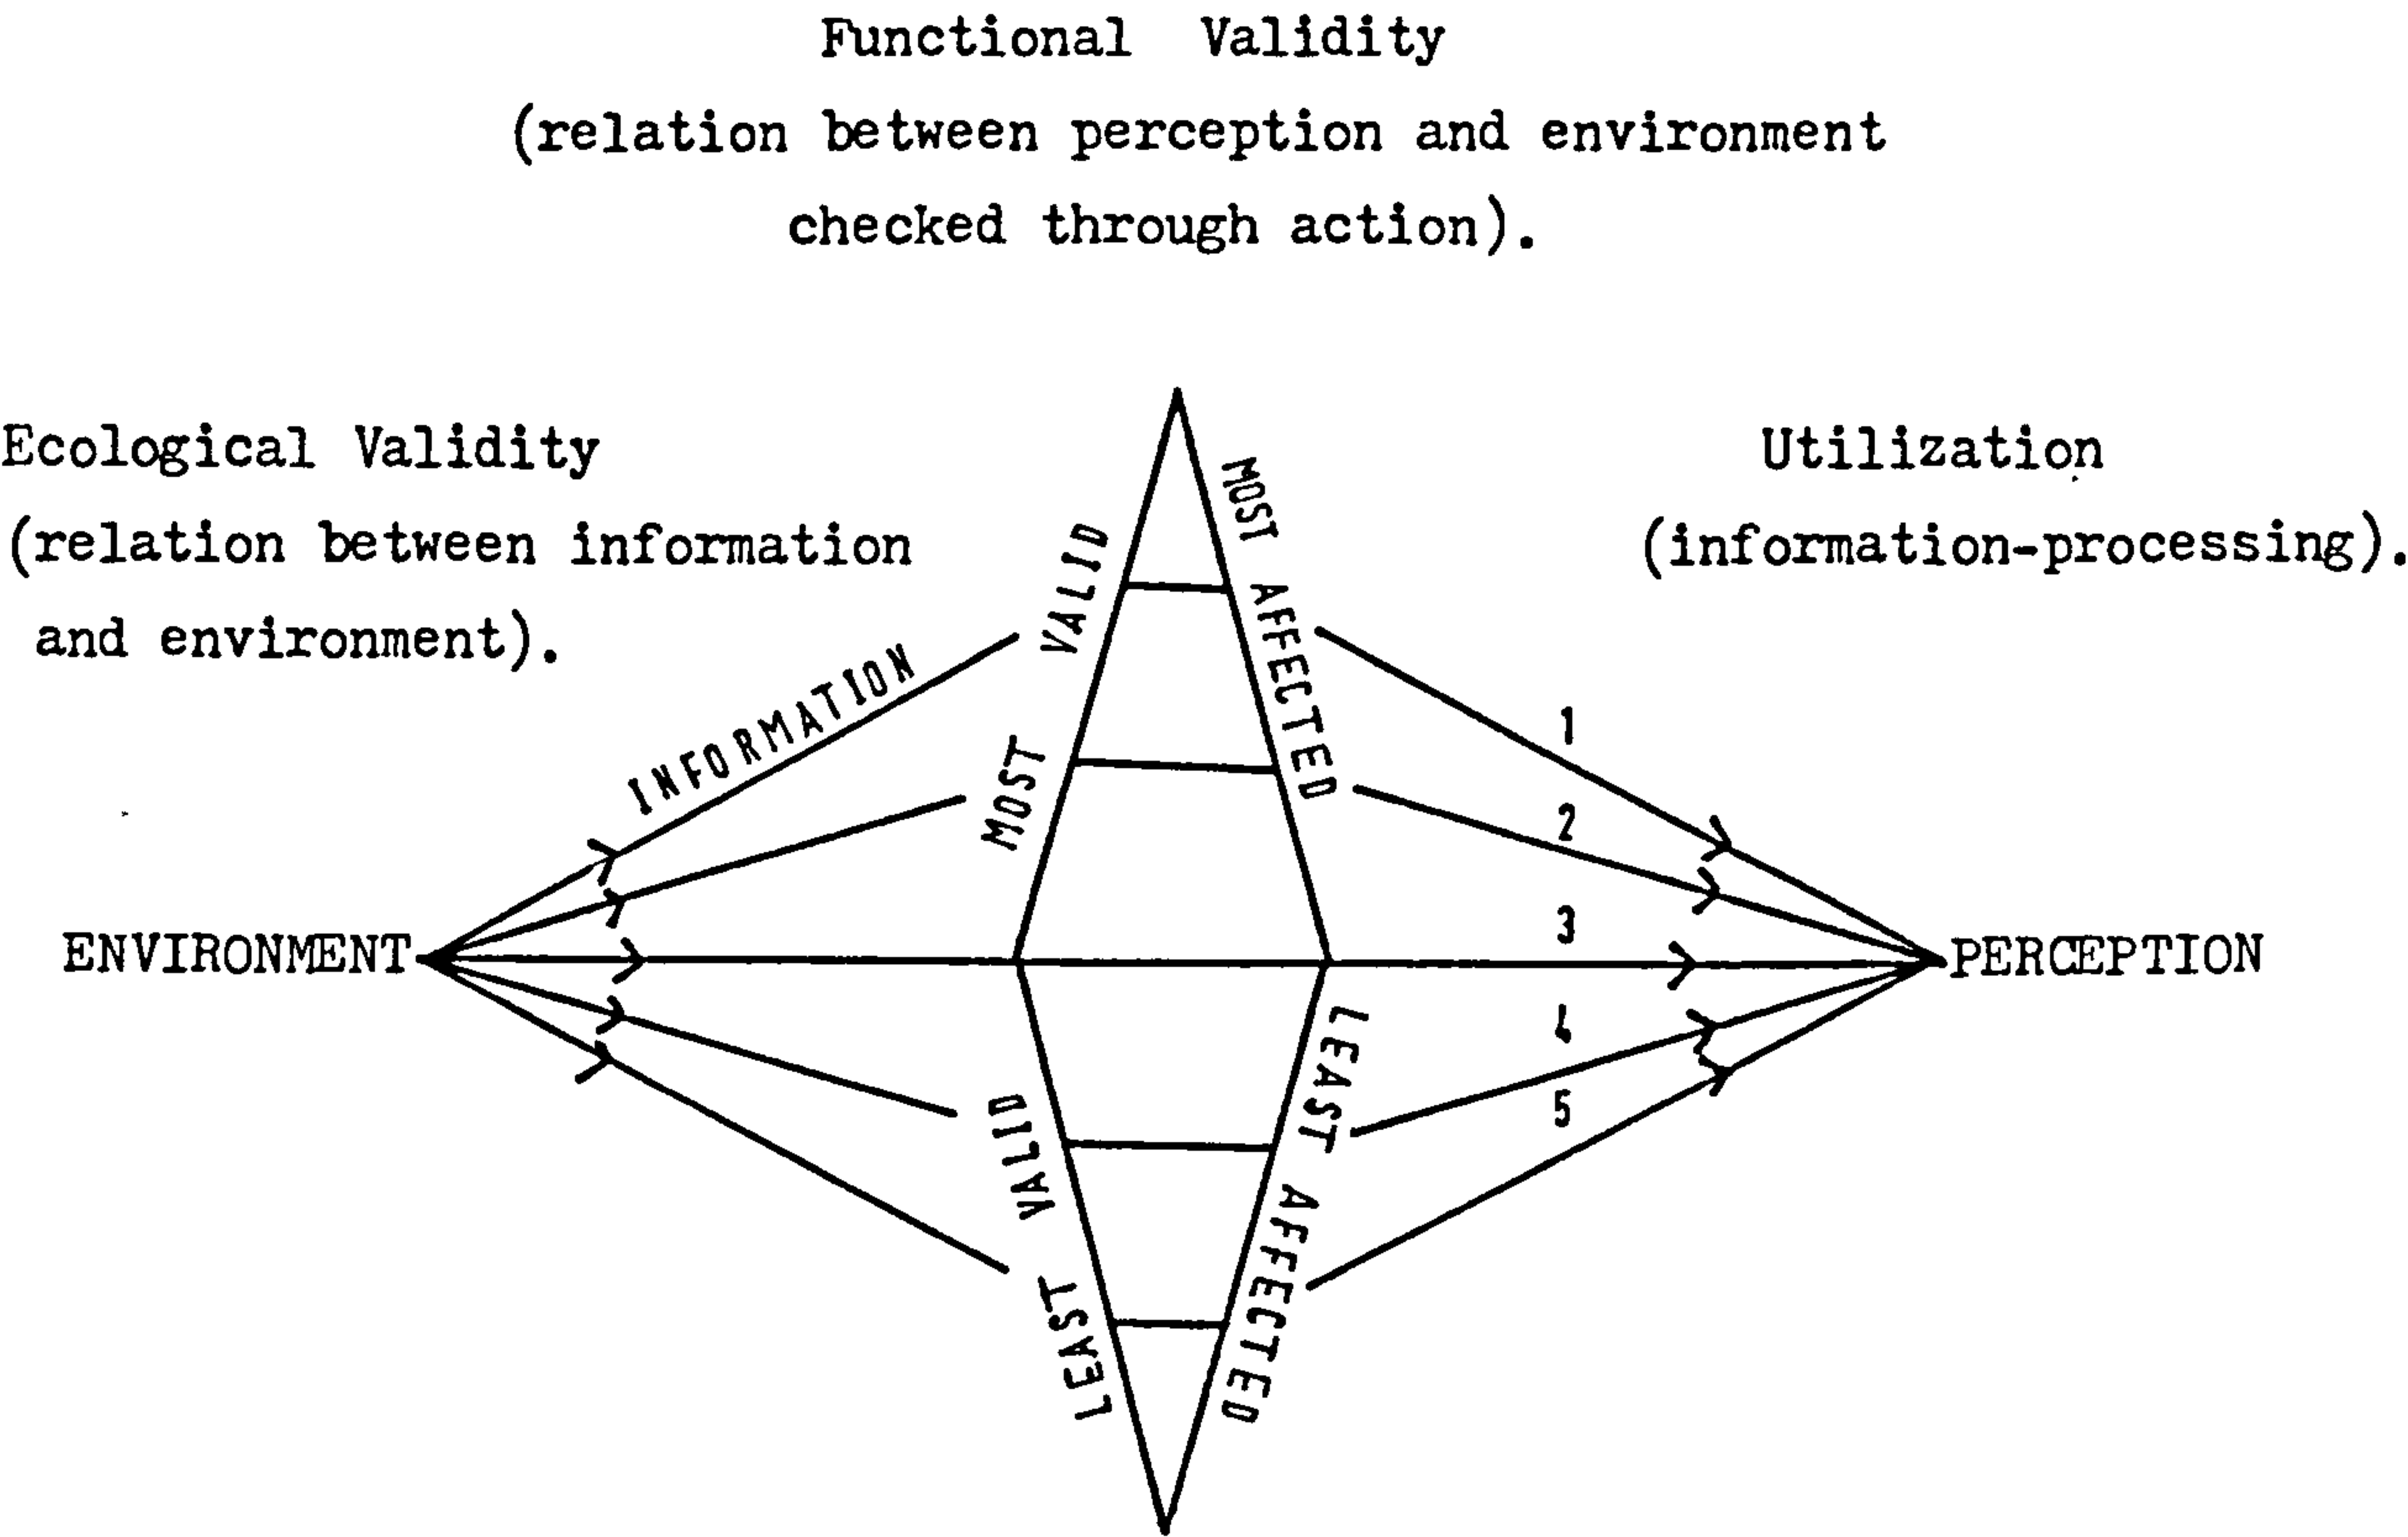 Functional Validity
(relation between perception and environment
checked through action).
Ecological Validity
(relation between information
and environment).
Utilization
(information-processing).
INFORMATION
MOST VALID
MOST AFFECTED
1
2
3
4
5
ENVIRONMENT
PERCEPTION
LEAST VALID
LEAST AFFECTED